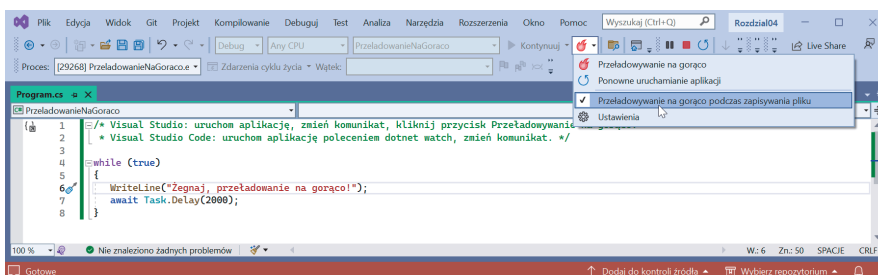 Plik Edycja Widok Git Projekt Kompilowanie Debuguj Test Analiza Narzędzia Rozszerzenia Okno Pomoc Wyszukaj (Ctrl+Q) Rozdzial04
Debug Any CPU PrzeladowanieNaGoraco Kontynuuj Live Share
Proces: [29268] PrzeladowanieNaGoraco.e Zdarzenia cyklu życia Wątek:
Przeładowywanie na gorąco
Ponowne uruchamianie aplikacji
Przeładowywanie na gorąco podczas zapisywania pliku
Ustawienia
Program.cs
PrzeladowanieNaGoraco
1 /* Visual Studio: uruchom aplikację, zmień komunikat, kliknij przycisk Przeładowywanie
2 * Visual Studio Code: uruchom aplikację poleceniem dotnet watch, zmień komunikat. */
3
4 while (true)
5 {
6 WriteLine("Żegnaj, przeładowanie na gorąco!");
7 await Task.Delay(2000);
8 }
100 % Nie znaleziono żadnych problemów W.: 6 Zn.: 50 SPACJE CRLF
Gotowe Dodaj do kontroli źródła Wybierz repozytorium